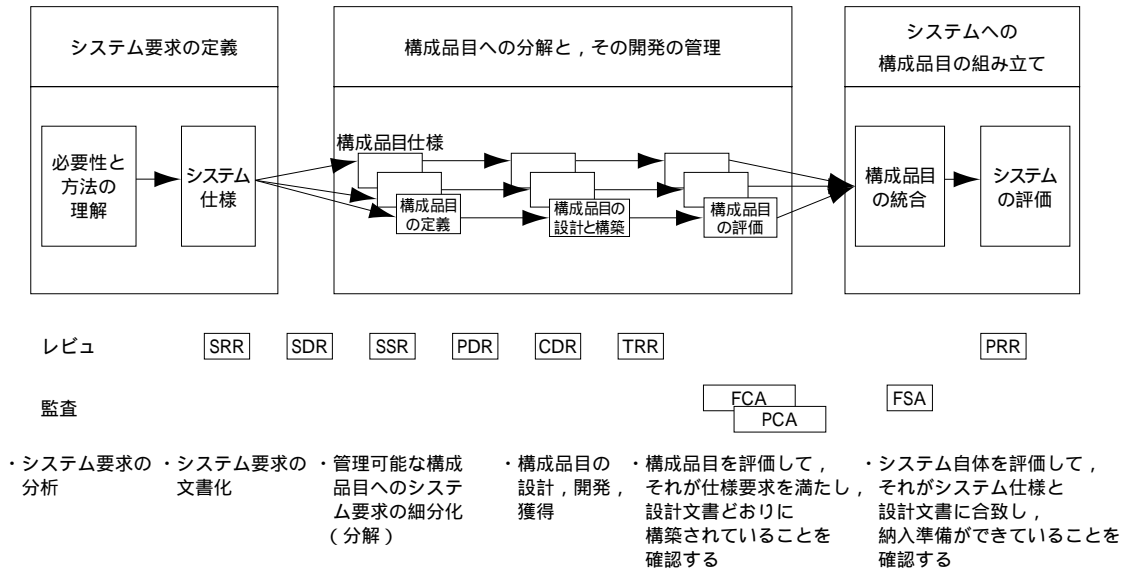 システム要求の定義
構成品目への分解と，その開発の管理
システムへの
構成品目の組み立て
必要性と
方法の
理解
システム
仕様
構成品目仕様
構成品目
の定義
構成品目の
設計と構築
構成品目
の評価
構成品目
の統合
システム
の評価
レビュ
SRR
SDR
SSR
PDR
CDR
TRR
PRR
監査
FCA
PCA
FSA
・システム要求の
分析
・システム要求の
文書化
・管理可能な構成
品目へのシステ
ム要求の細分化
（分解）
・構成品目の
設計，開発，
獲得
・構成品目を評価して，
それが仕様要求を満たし，
設計文書どおりに
構築されていることを
確認する
・システム自体を評価して，
それがシステム仕様と
設計文書に合致し，
納入準備ができていることを
確認する